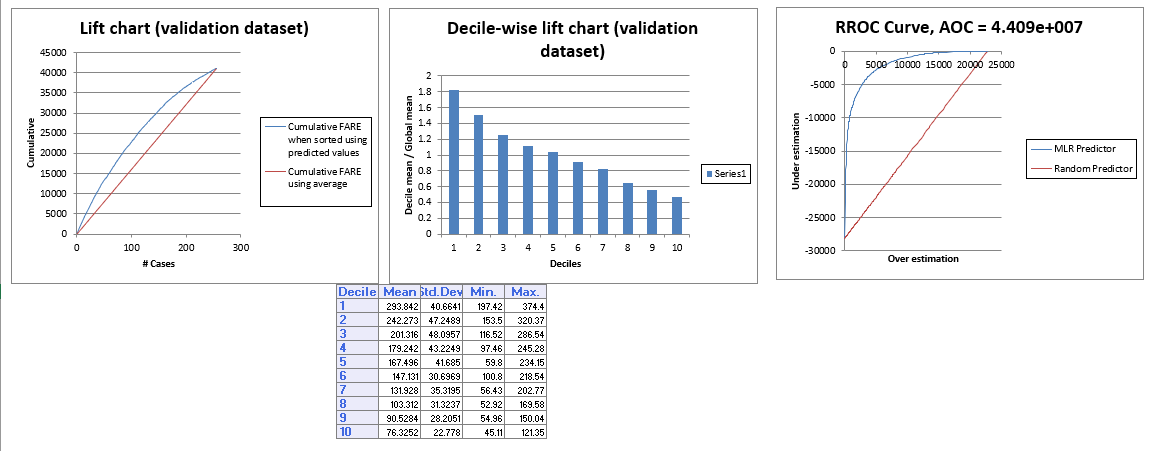 Lift chart (validation dataset)
45000
40000
35000
30000
25000
20000
15000
10000
5000
0
Cumulative
0 100 200 300
# Cases
Cumulative FARE
when sorted using
predicted values
Cumulative FARE
using average
Decile-wise lift chart (validation
dataset)
2
1.8
1.6
1.4
1.2
1
0.8
0.6
0.4
0.2
0
Decile mean / Global mean
1 2 3 4 5 6 7 8 9 10
Deciles
Series1
RROC Curve, AOC = 4.409e+007
0
-5000
-10000
-15000
-20000
-25000
-30000
Under estimation
0 5000 10000 15000 20000 25000
Over estimation
MLR Predictor
Random Predictor
Decile Mean Std.Dev Min. Max.
1 293.842 40.6641 197.42 374.4
2 242.273 47.2489 153.5 320.37
3 201.316 48.0957 116.52 286.54
4 179.242 43.2249 97.46 245.28
5 167.496 41.685 59.8 234.15
6 147.131 30.6969 100.8 218.54
7 131.928 35.3195 56.43 202.77
8 103.312 31.3237 52.92 169.58
9 90.5284 28.2051 54.96 150.04
10 76.3252 22.778 45.11 121.35